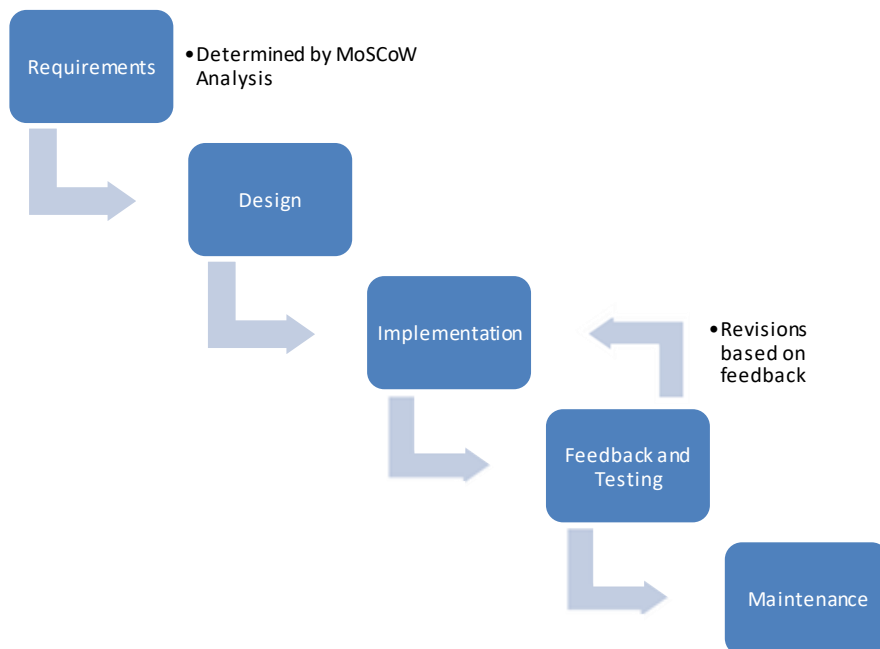 Requirements
•Determined by MoSCoW
Analysis
Design
Implementation
•Revisions
based on
feedback
Feedback and
Testing
Maintenance